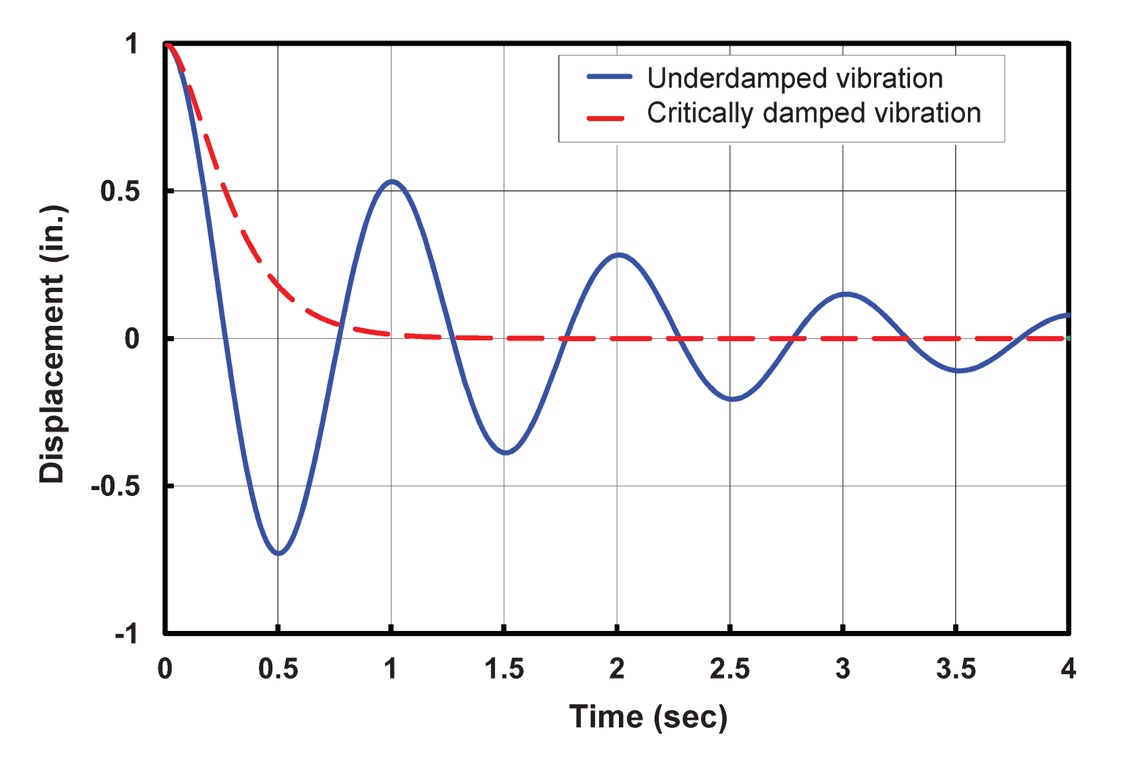 Underdamped vibration
Critically damped vibration
1
0.5
0
-0.5
-1
Displacement (in.)
0 0.5 1 1.5 2 2.5 3 3.5 4
Time (sec)